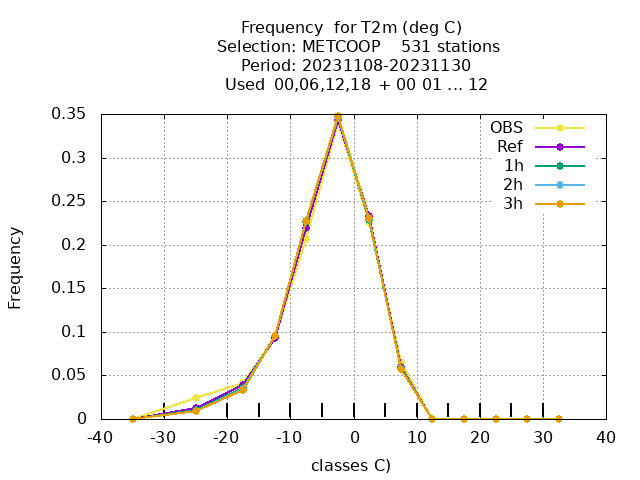 Frequency  for T2m (deg C)
Selection: METCOOP    531 stations
Period: 20231108-20231130
Used  00,06,12,18  + 00 01 ... 12
0.35
0.3
0.25
0.2
0.15
0.1
0.05
0
Frequency
OBS
Ref
1h
2h
3h
-40 -30 -20 -10 0 10 20 30 40
classes C)